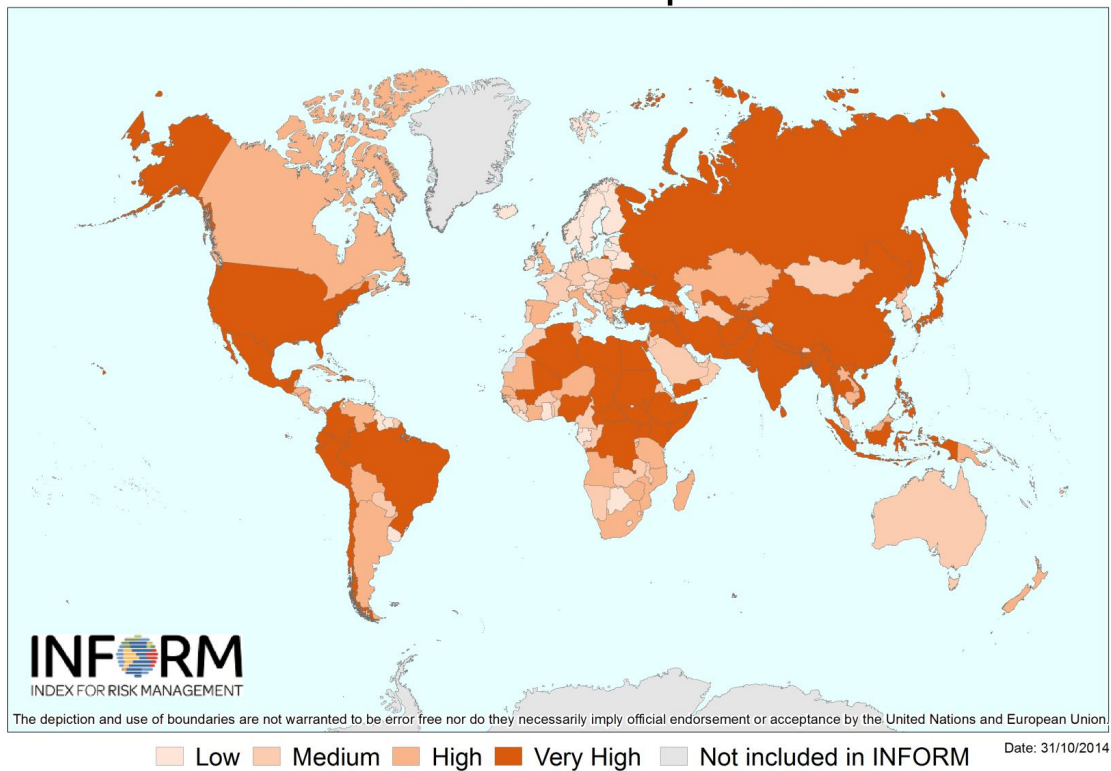 INFORM
INDEX FOR RISK MANAGEMENT
The depiction and use of boundaries are not warranted to be error free nor do they necessarily imply official endorsement or acceptance by the United Nations and European Union.
Low Medium High Very High Not included in INFORM Date: 31/10/2014